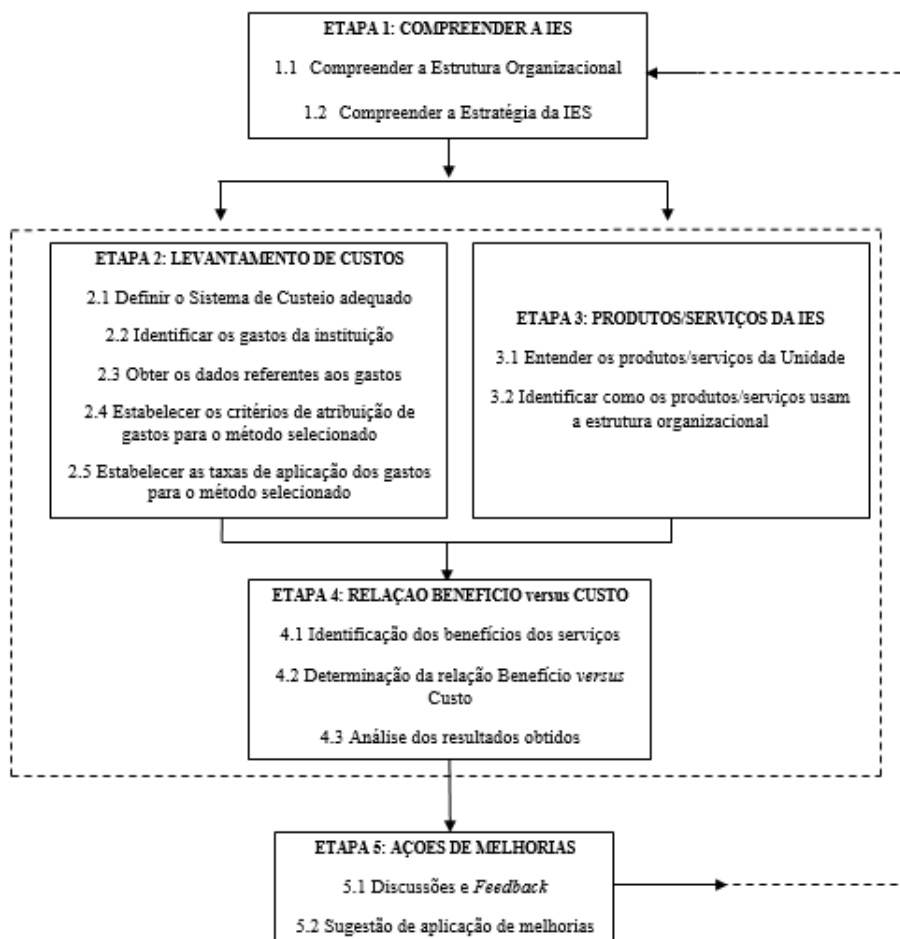 ETAPA 1: COMPREENDER A IES
1.1 Compreender a Estrutura Organizacional
1.2 Compreender a Estratégia da IES
ETAPA 2: LEVANTAMENTO DE CUSTOS
2.1 Definir o Sistema de Custeio adequado
2.2 Identificar os gastos da instituição
2.3 Obter os dados referentes aos gastos
2.4 Estabelecer os critérios de atribuição de
gastos para o método selecionado
2.5 Estabelecer as taxas de aplicação dos gastos
para o método selecionado
ETAPA 3: PRODUTOS/SERVIÇOS DA IES
3.1 Entender os produtos/serviços da Unidade
3.2 Identificar como os produtos/serviços usam
a estrutura organizacional
ETAPA 4: RELAÇAO BENEFICIO versus CUSTO
4.1 Identificação dos benefícios dos serviços
4.2 Determinação da relação Benefício versus
Custo
4.3 Análise dos resultados obtidos
ETAPA 5: AÇOES DE MELHORIAS
5.1 Discussões e Feedback
5.2 Sugestão de aplicação de melhorias